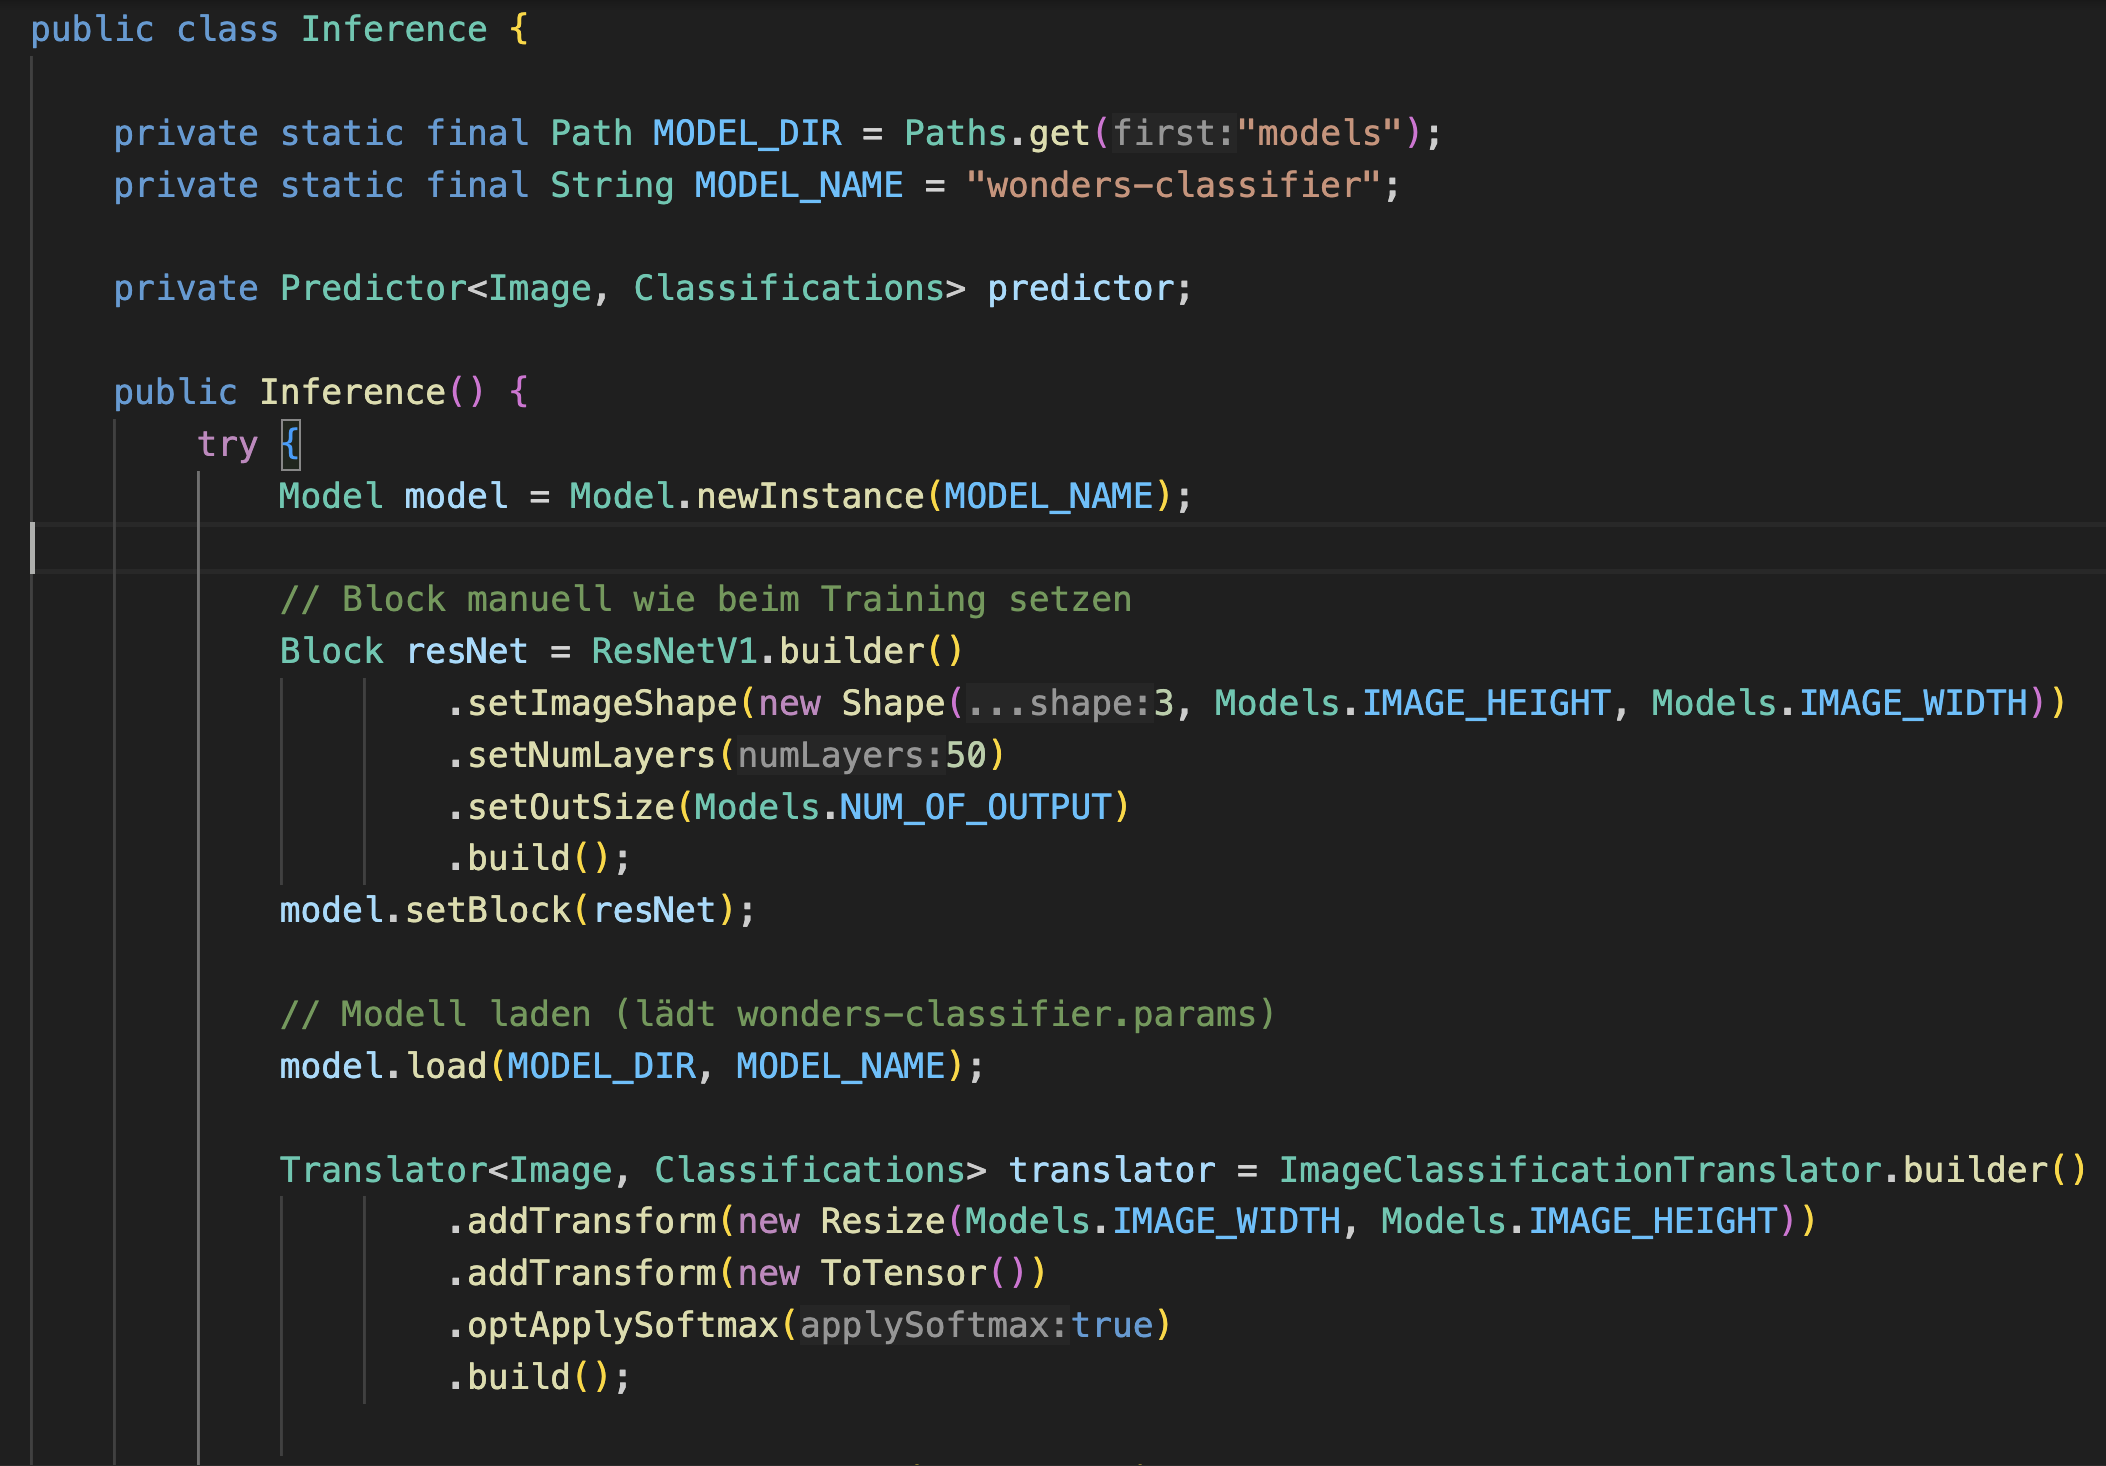 public class Inference {
private static final Path MODEL_DIR = Paths.get(first:"models");
private static final String MODEL_NAME = "wonders-classifier";
private Predictor<Image, Classifications> predictor;
public Inference() {
try {
Model model = Model.newInstance(MODEL_NAME);
// Block manuell wie beim Training setzen
Block resNet = ResNetV1.builder()
.setImageShape(new Shape(...shape:3, Models.IMAGE_HEIGHT, Models.IMAGE_WIDTH))
.setNumLayers(numLayers:50)
.setOutSize(Models.NUM_OF_OUTPUT)
.build();
model.setBlock(resNet);
// Modell laden (lädt wonders-classifier.params)
model.load(MODEL_DIR, MODEL_NAME);
Translator<Image, Classifications> translator = ImageClassificationTranslator.builder()
.addTransform(new Resize(Models.IMAGE_WIDTH, Models.IMAGE_HEIGHT))
.addTransform(new ToTensor())
.optApplySoftmax(applySoftmax:true)
.build();